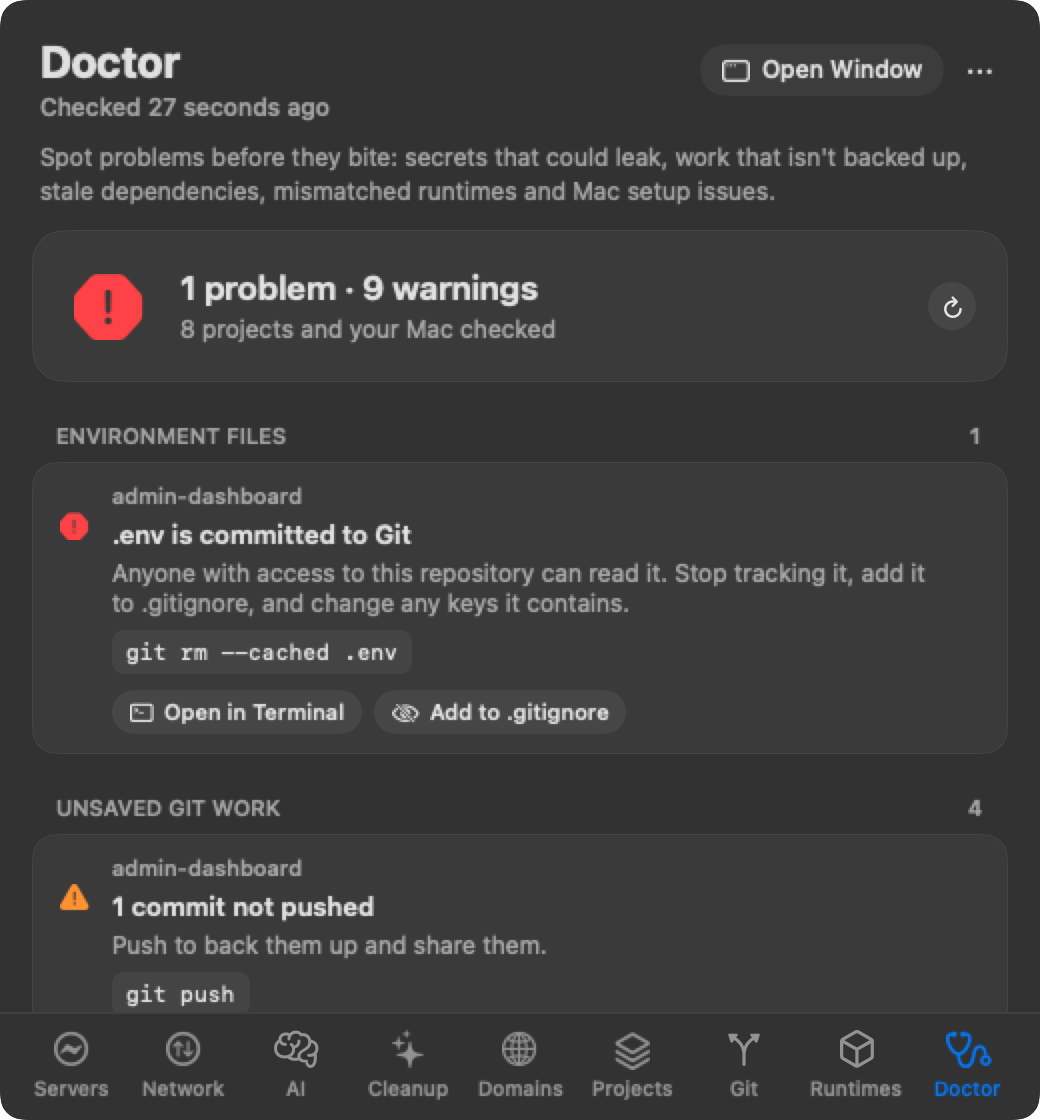 Doctor
Open Window
Checked 27 seconds ago
Spot problems before they bite: secrets that could leak, work that isn't backed up,
stale dependencies, mismatched runtimes and Mac setup issues.
1 problem · 9 warnings
8 projects and your Mac checked
ENVIRONMENT FILES 1
admin-dashboard
.env is committed to Git
Anyone with access to this repository can read it. Stop tracking it, add it
to .gitignore, and change any keys it contains.
git rm --cached .env
Open in Terminal Add to .gitignore
UNSAVED GIT WORK 4
admin-dashboard
1 commit not pushed
Push to back them up and share them.
git push
Servers Network AI Cleanup Domains Projects Git Runtimes Doctor